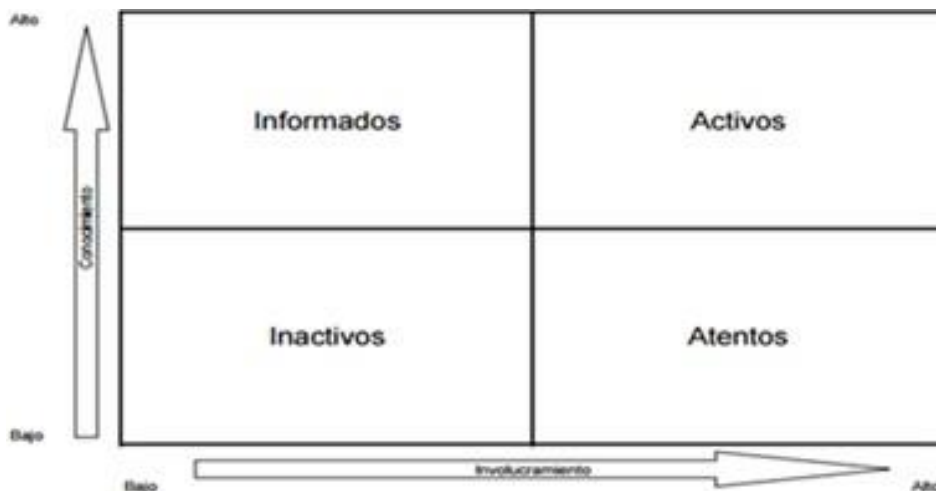 Alto
Informados
Activos
Conocimiento
Inactivos
Atentos
Bajo
Involucramiento
Bajo
Alto